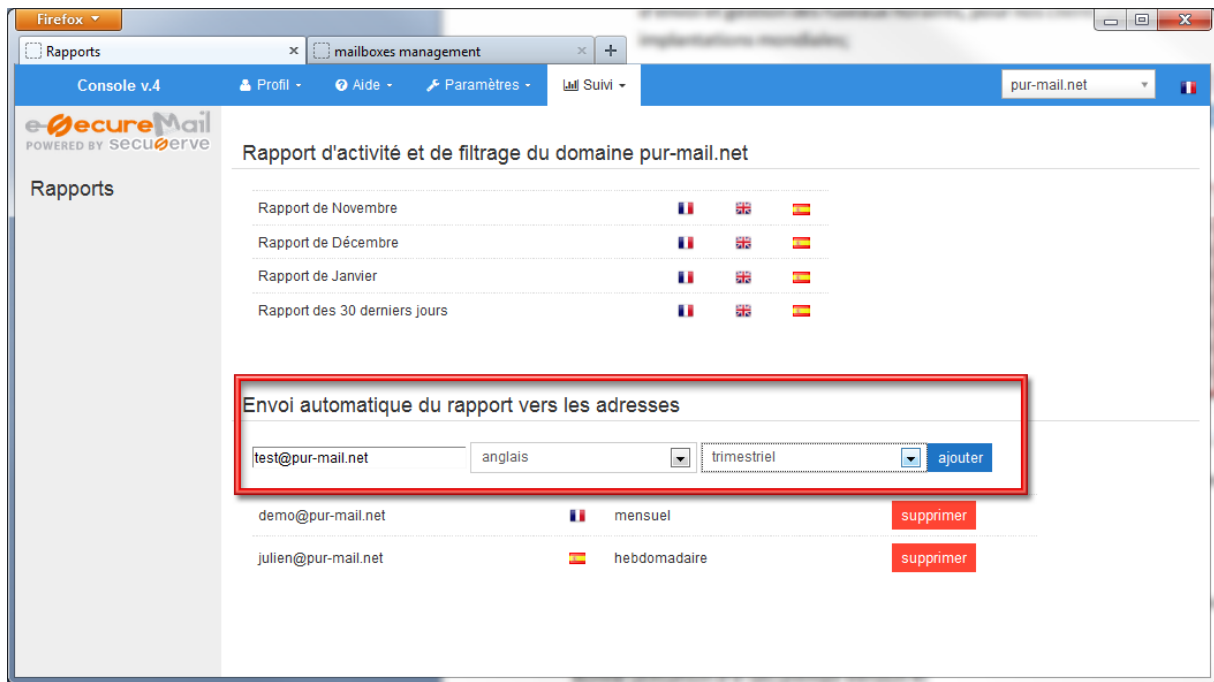 Firefox
Rapports
mailboxes management
Console v.4
Profil
Aide
Paramètres
Suivi
pur-mail.net
e-SecureMail
POWERED BY SECUSERVE
Rapports
Rapport d'activité et de filtrage du domaine pur-mail.net
Rapport de Novembre
Rapport de Décembre
Rapport de Janvier
Rapport des 30 derniers jours
Envoi automatique du rapport vers les adresses
test@pur-mail.net anglais trimestriel ajouter
demo@pur-mail.net mensuel supprimer
julien@pur-mail.net hebdomadaire supprimer